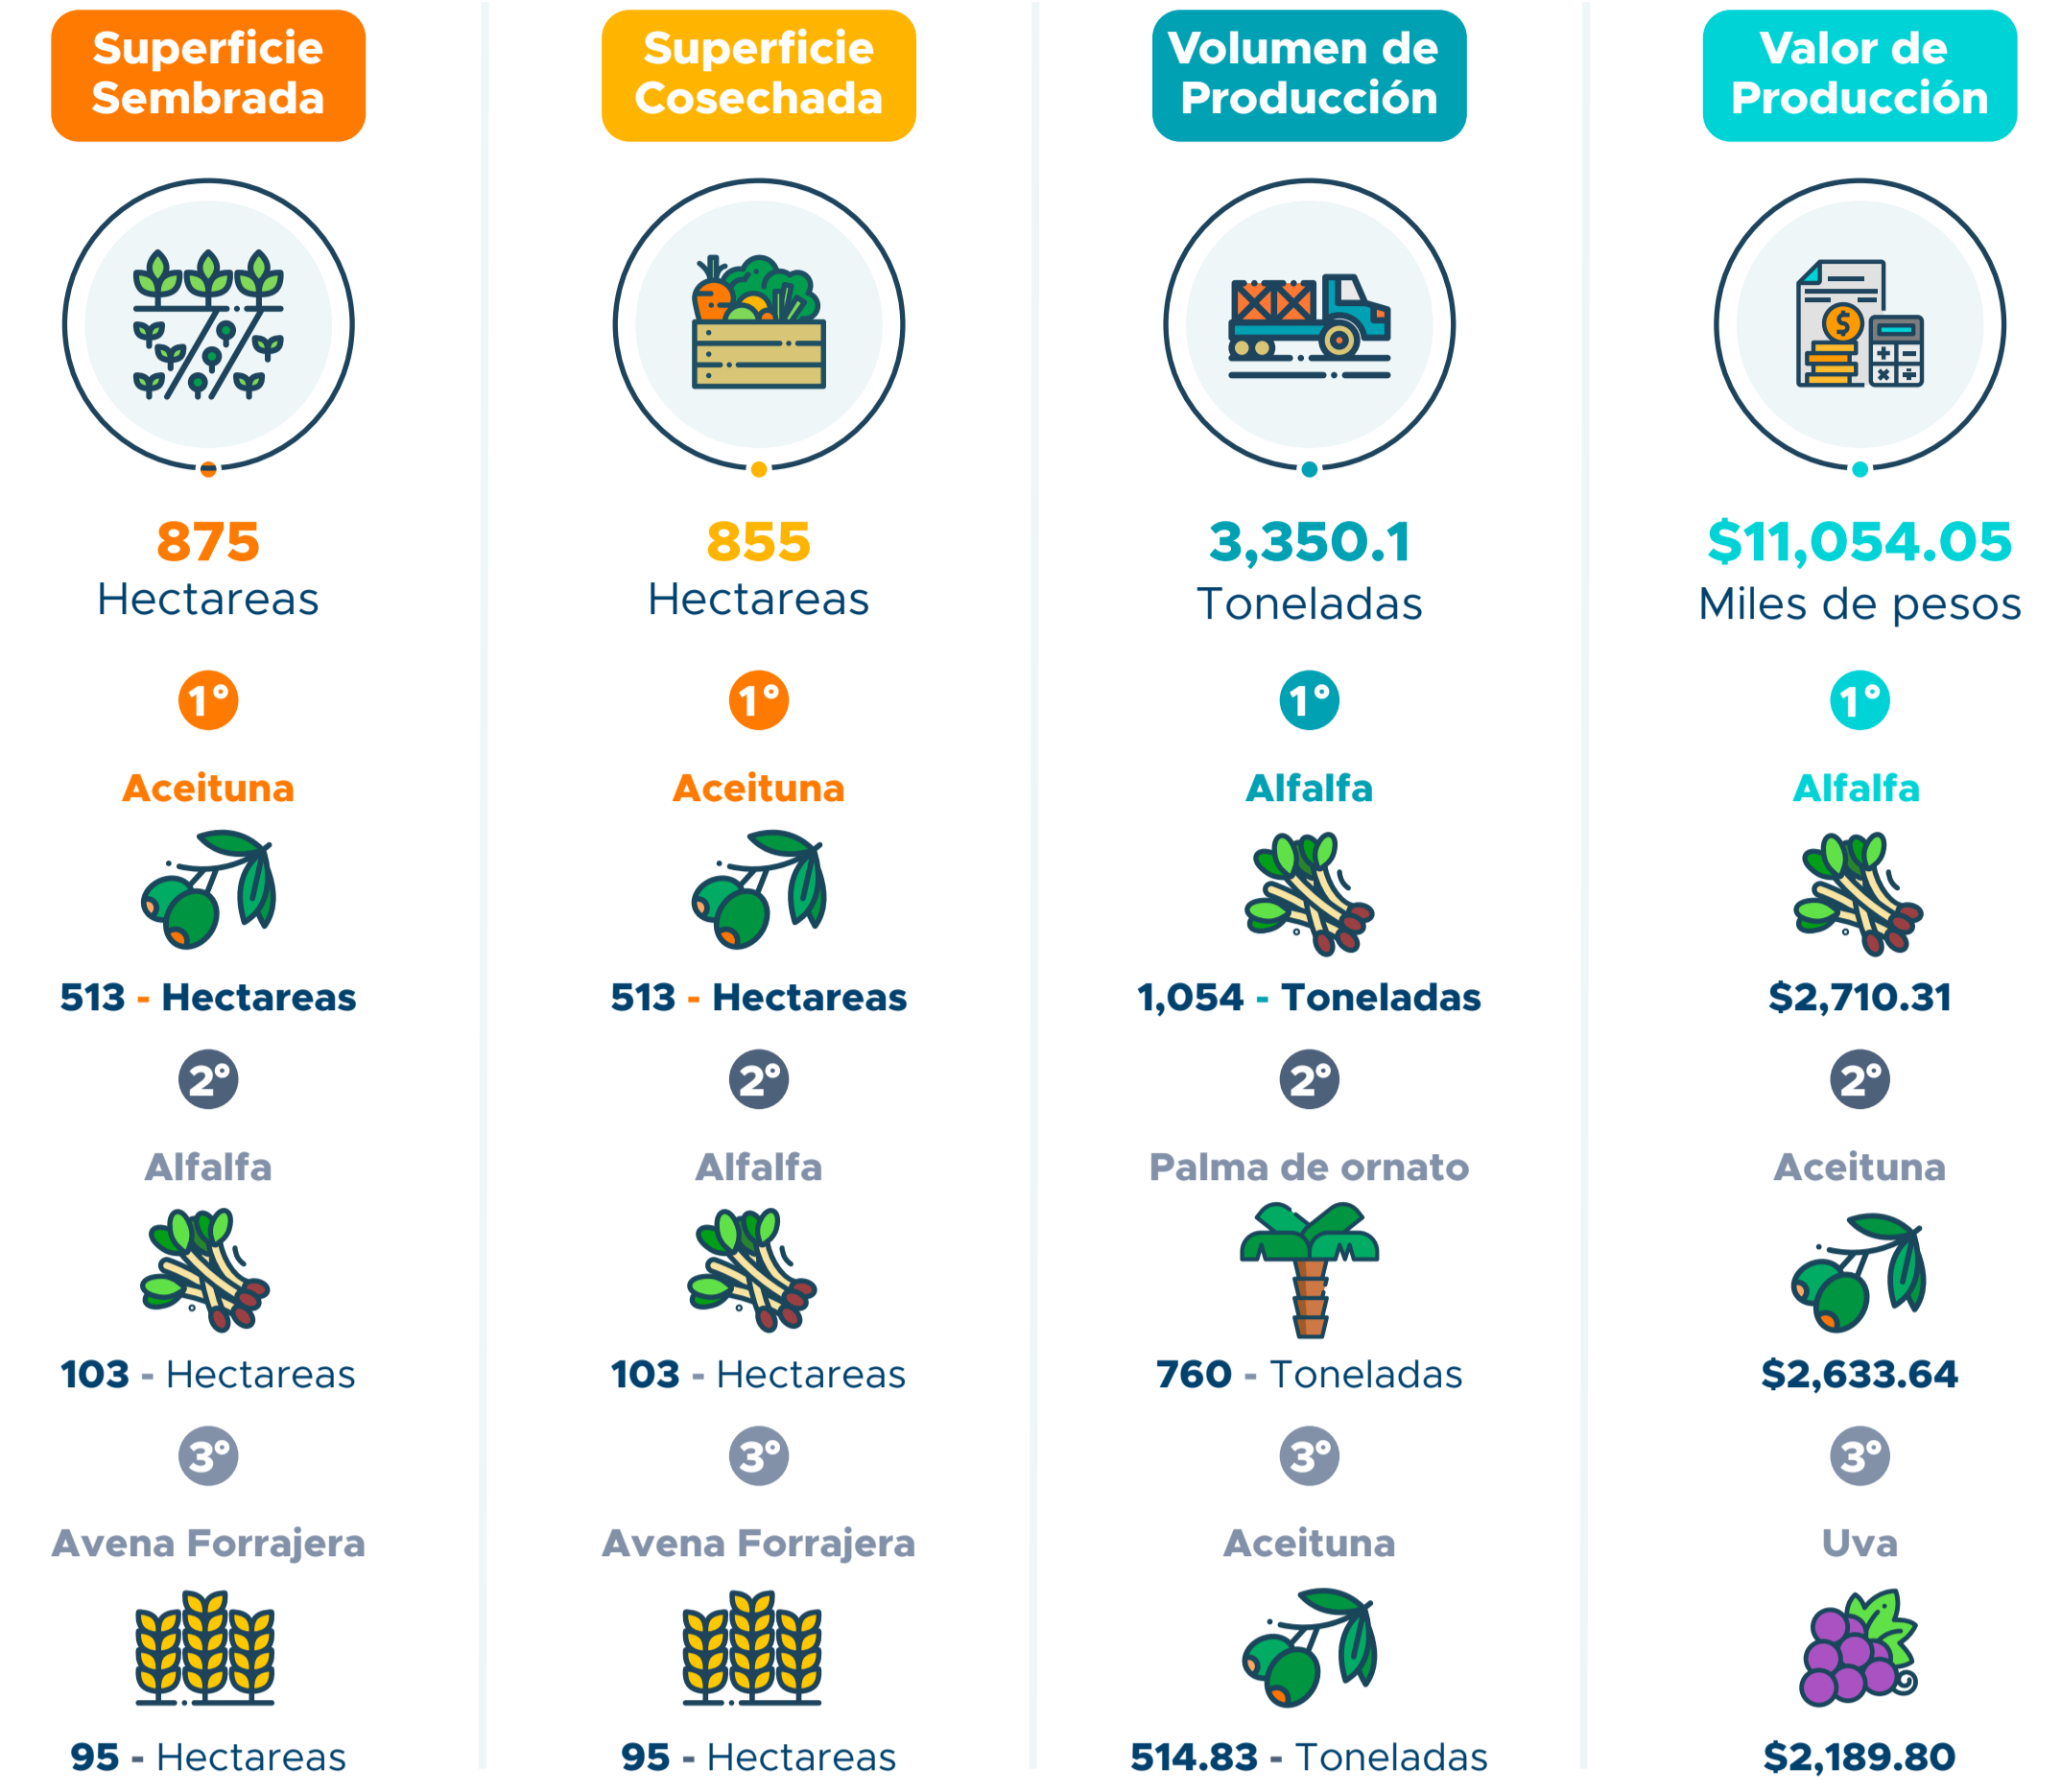 Superficie
Sembrada
875
Hectareas
1°
Aceituna
513 - Hectareas
2°
Alfalfa
103 - Hectareas
3°
Avena Forrajera
95 - Hectareas
Superficie
Cosechada
855
Hectareas
1°
Aceituna
513 - Hectareas
2°
Alfalfa
103 - Hectareas
3°
Avena Forrajera
95 - Hectareas
Volumen de
Producción
3,350.1
Toneladas
1°
Alfalfa
1,054 - Toneladas
2°
Palma de ornato
760 - Toneladas
3°
Aceituna
514.83 - Toneladas
Valor de
Producción
$11,054.05
Miles de pesos
1°
Alfalfa
$2,710.31
2°
Aceituna
$2,633.64
3°
Uva
$2,189.80